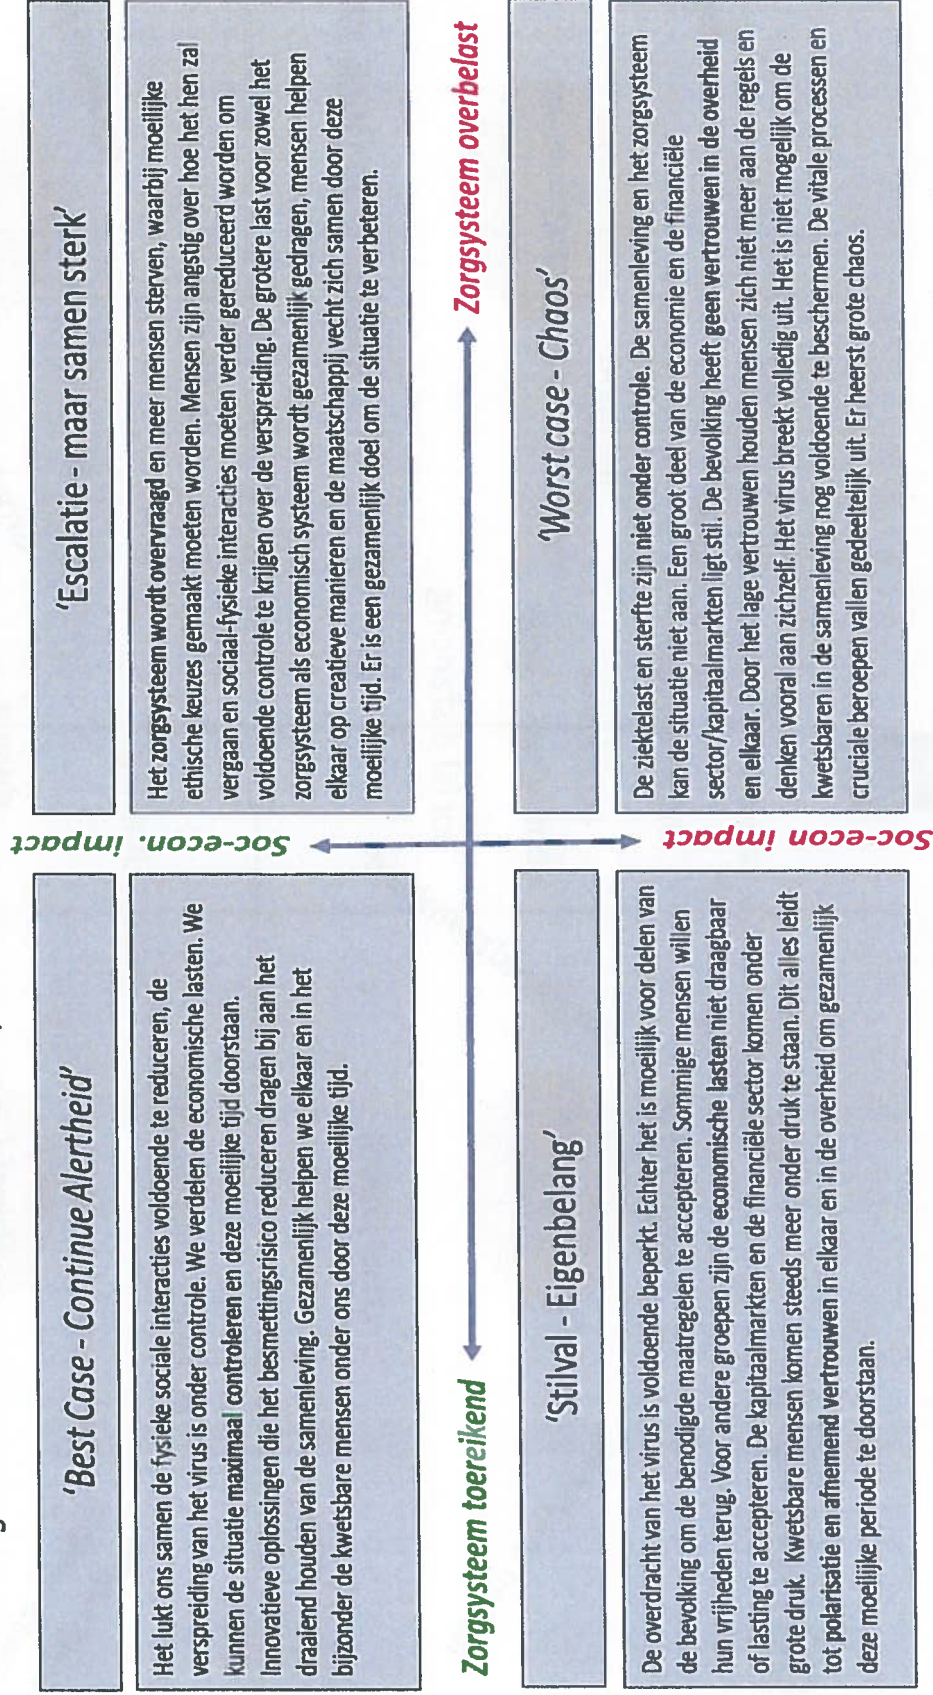 'Best Case - Continue Alertheid'
Het lukt ons samen de fysieke sociale interacties voldoende te reduceren, de
verspreiding van het virus is onder controle. We verdelen de economische lasten. We
kunnen de situatie maximaal controleren en deze moeilijke tijd doorstaan.
Innovatieve oplossingen die het besmettingsrisico reduceren dragen bij aan het
draaiend houden van de samenleving. Gezamenlijk helpen we elkaar en in het
bijzonder de kwetsbare mensen onder ons door deze moeilijke tijd.
'Escalatie - maar samen sterk'
Het zorgsysteem wordt overvraagd en meer mensen sterven, waarbij moeilijke
ethische keuzes gemaakt moeten worden. Mensen zijn angstig over hoe het hen zal
vergaan en sociaal-fysieke interacties moeten verder gereduceerd worden om
voldoende controle te krijgen over de verspreiding. De grotere last voor zowel het
zorgsysteem als economisch systeem wordt gezamenlijk gedragen, mensen helpen
elkaar op creatieve manieren en de maatschappij vecht zich samen door deze
moeilijke tijd. Er is een gezamenlijk doel om de situatie te verbeteren.
Soc-econ. impact
Zorgsysteem toereikend
Zorgsysteem overbelast
Soc-econ impact
'Stilval - Eigenbelang'
De overdracht van het virus is voldoende beperkt. Echter het is moeilijk voor delen van
de bevolking om de benodigde maatregelen te accepteren. Sommige mensen willen
hun vrijheden terug. Voor andere groepen zijn de economische lasten niet draagbaar
of lasting te accepteren. De kapitaalmarkten en de financiële sector komen onder
grote druk. Kwetsbare mensen komen steeds meer onder druk te staan. Dit alles leidt
tot polarisatie en afnemend vertrouwen in elkaar en in de overheid om gezamenlijk
deze moeilijke periode te doorstaan.
'Worst case - Chaos'
De ziektelast en sterfte zijn niet onder controle. De samenleving en het zorgsysteem
kan de situatie niet aan. Een groot deel van de economie en de financiële
sector/kapitaalmarkten ligt stil. De bevolking heeft geen vertrouwen in de overheid
en elkaar. Door het lage vertrouwen houden mensen zich niet meer aan de regels en
denken vooral aan zichzelf. Het virus breekt volledig uit. Het is niet mogelijk om de
kwetsbaren in de samenleving nog voldoende te beschermen. De vitale processen en
cruciale beroepen vallen gedeeltelijk uit. Er heerst grote chaos.